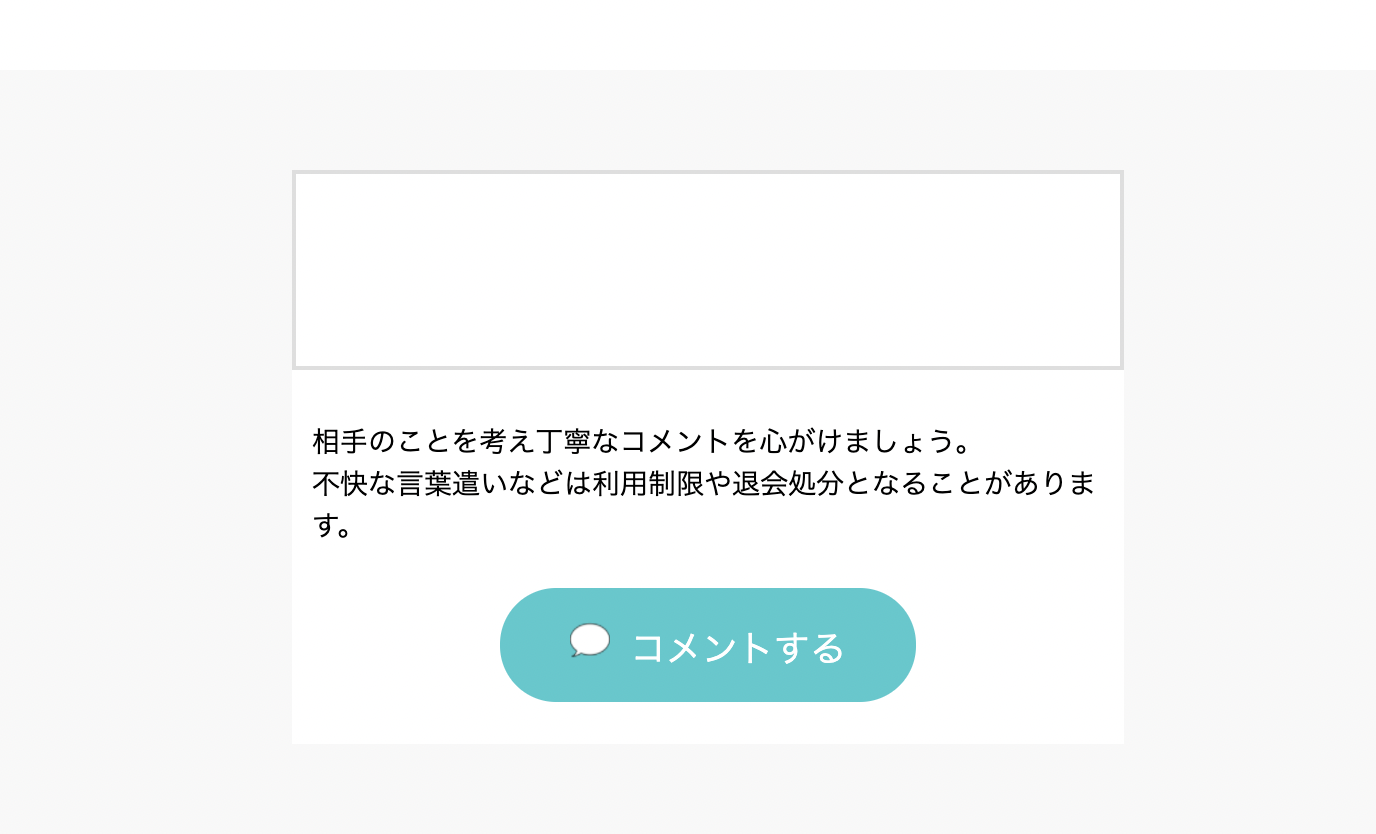 相手のことを考え丁寧なコメントを心がけましょう。
不快な言葉遣いなどは利用制限や退会処分となることがありま
す。
コメントする